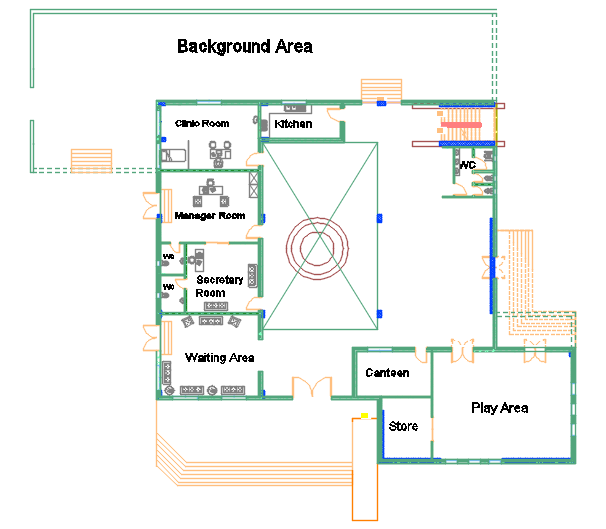 Background Area
Clinic Room
Kitchen
WC
Manager Room
Wc
Secretary
Room
Wc
Waiting Area
Canteen
Play Area
Store